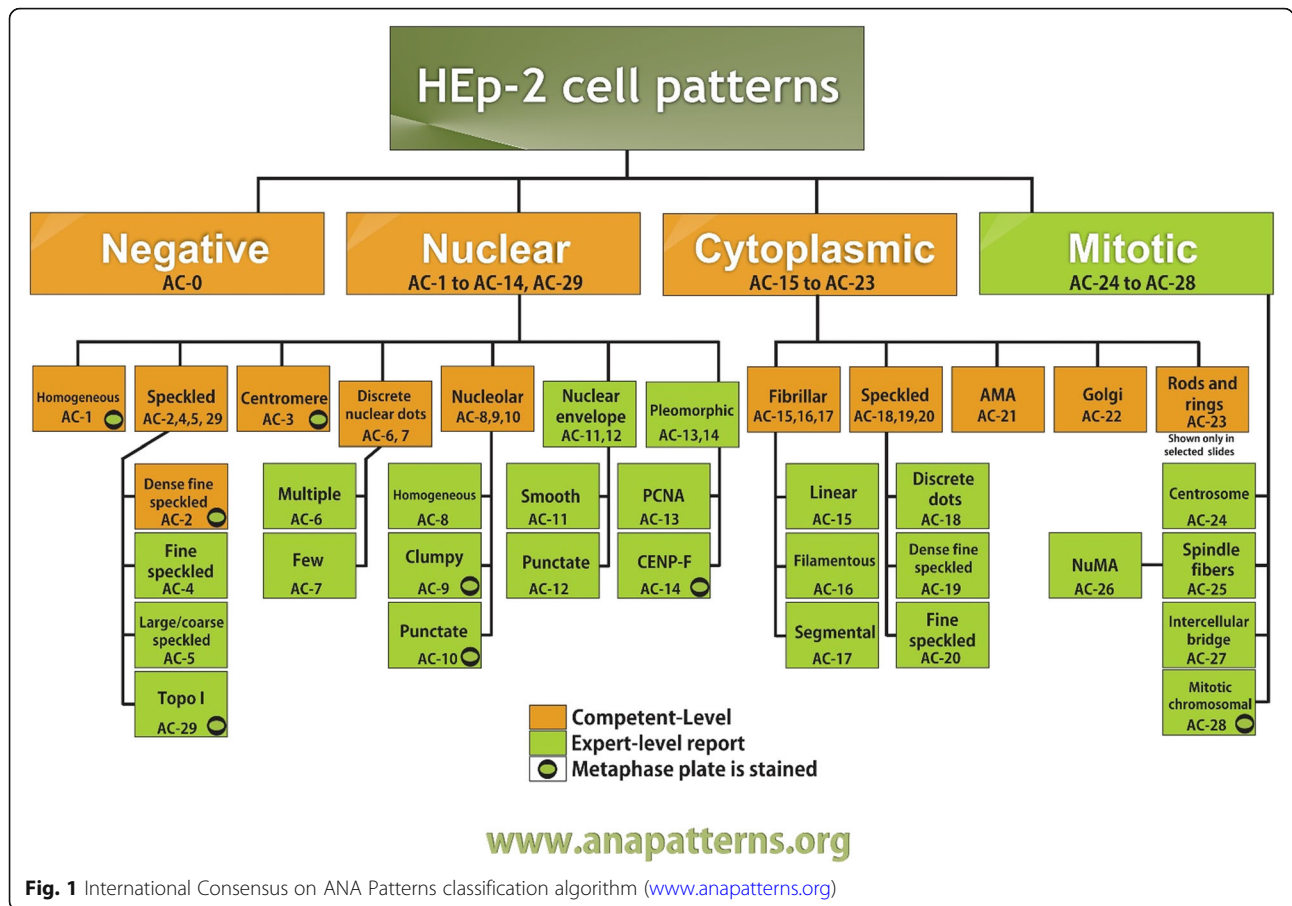 HEp-2 cell patterns
Negative
AC-0
Nuclear
AC-1 to AC-14, AC-29
Cytoplasmic
AC-15 to AC-23
Mitotic
AC-24 to AC-28
Homogeneous
AC-1
Speckled
AC-2,4,5, 29
Centromere
AC-3
Discrete
nuclear dots
AC-6, 7
Nucleolar
AC-8,9,10
Nuclear
envelope
AC-11,12
Pleomorphic
AC-13,14
Fibrillar
AC-15,16,17
Speckled
AC-18,19,20
AMA
AC-21
Golgi
AC-22
Rods and
rings
AC-23
Shown only in
selected slides
Dense fine
speckled
AC-2
Fine
speckled
AC-4
Large/coarse
speckled
AC-5
Topo I
AC-29
Multiple
AC-6
Few
AC-7
Homogeneous
AC-8
Clumpy
AC-9
Punctate
AC-10
Smooth
AC-11
Punctate
AC-12
PCNA
AC-13
CENP-F
AC-14
Linear
AC-15
Filamentous
AC-16
Segmental
AC-17
Discrete
dots
AC-18
Dense fine
speckled
AC-19
Fine
speckled
AC-20
Centrosome
AC-24
NuMA
AC-26
Spindle
fibers
AC-25
Intercellular
bridge
AC-27
Mitotic
chromosomal
AC-28
Competent-Level
Expert-level report
Metaphase plate is stained
www.anapatterns.org
Fig. 1 International Consensus on ANA Patterns classification algorithm (www.anapatterns.org)